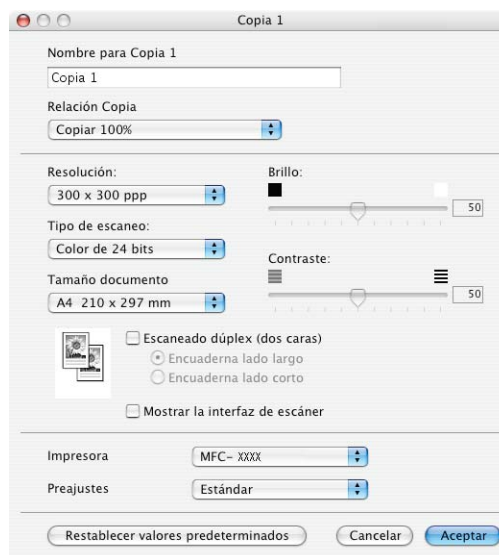 Copia 1
Nombre para Copia 1
Copia 1
Relación Copia
Copiar 100%
Resolución:
300 x 300 ppp
Tipo de escaneo:
Color de 24 bits
Tamaño documento
A4 210 x 297 mm
Brillo:
50
Contraste:
50
Escaneado dúplex (dos caras)
Encuaderna lado largo
Encuaderna lado corto
Mostrar la interfaz de escáner
Impresora
MFC- XXXX
Preajustes
Estándar
Restablecer valores predeterminados
Cancelar
Aceptar